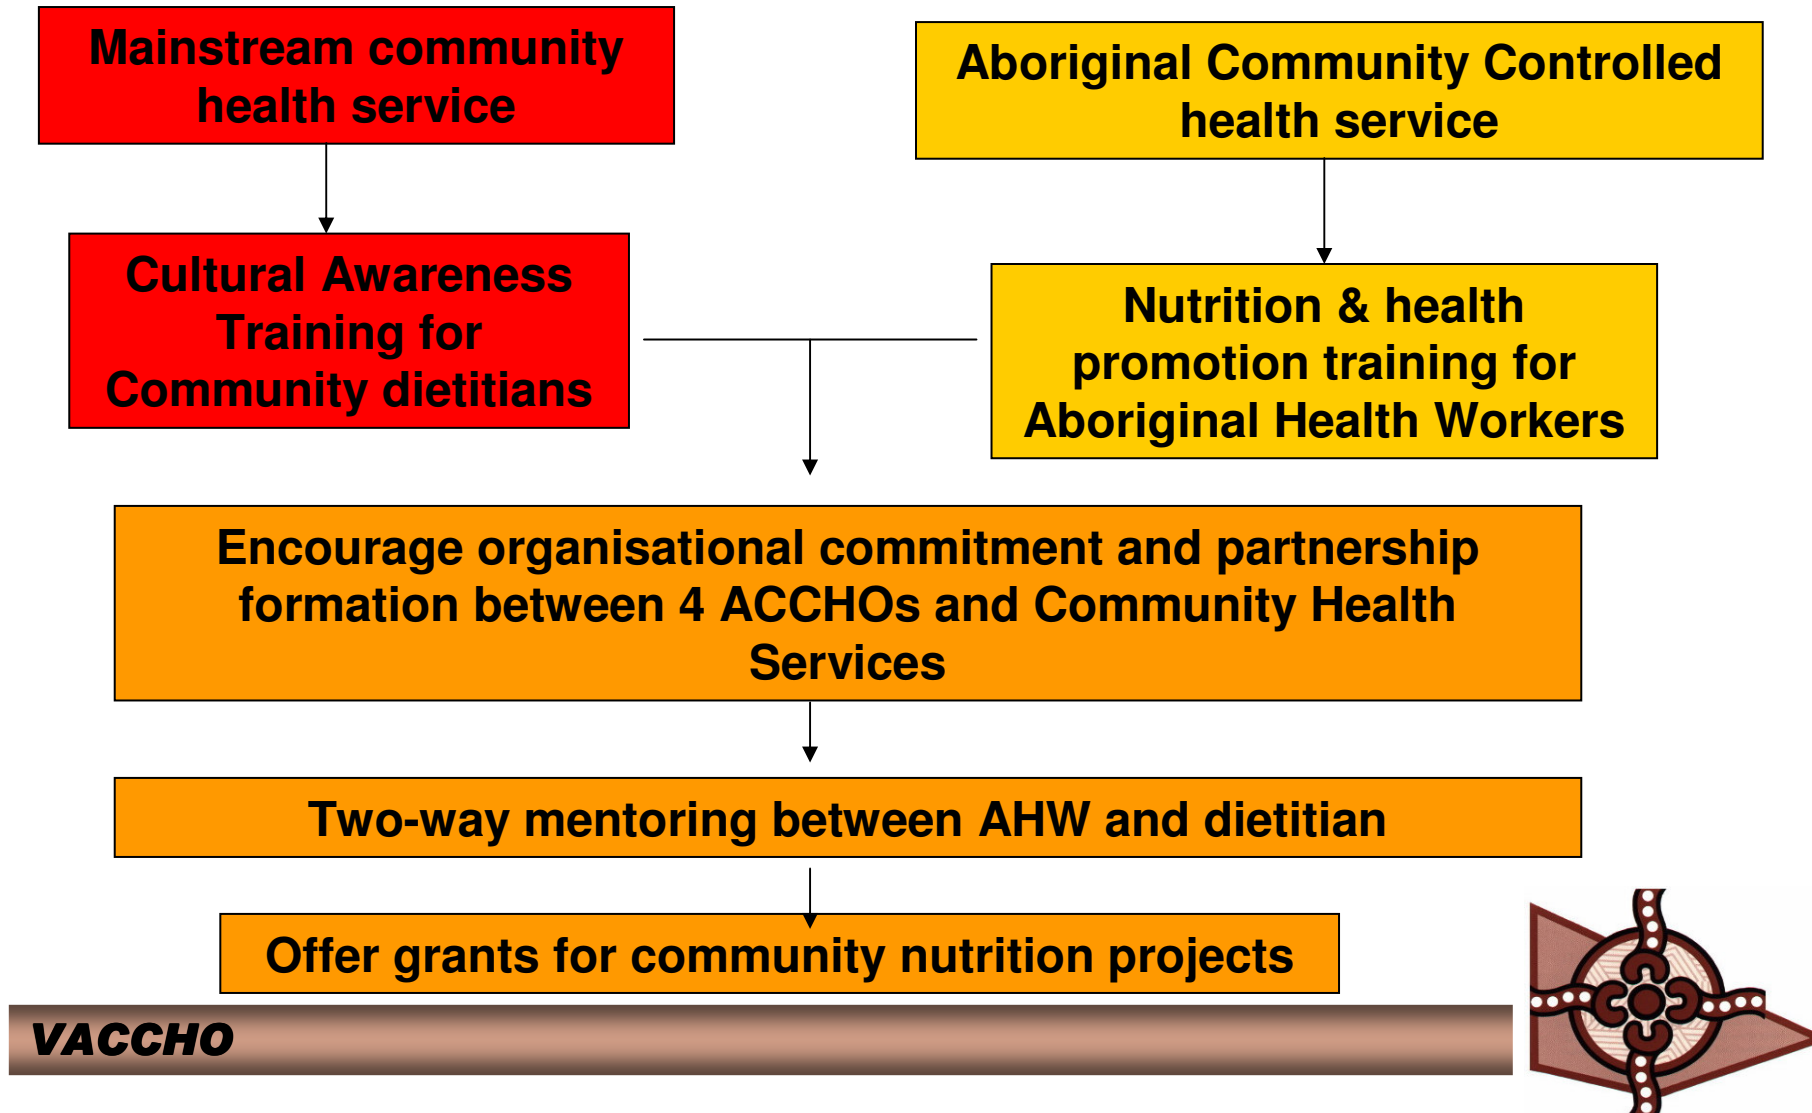 Mainstream community
health service
Aboriginal Community Controlled
health service
Cultural Awareness
Training for
Community dietitians
Nutrition & health
promotion training for
Aboriginal Health Workers
Encourage organisational commitment and partnership
formation between 4 ACCHOs and Community Health
Services
Two-way mentoring between AHW and dietitian
Offer grants for community nutrition projects
VACCHO